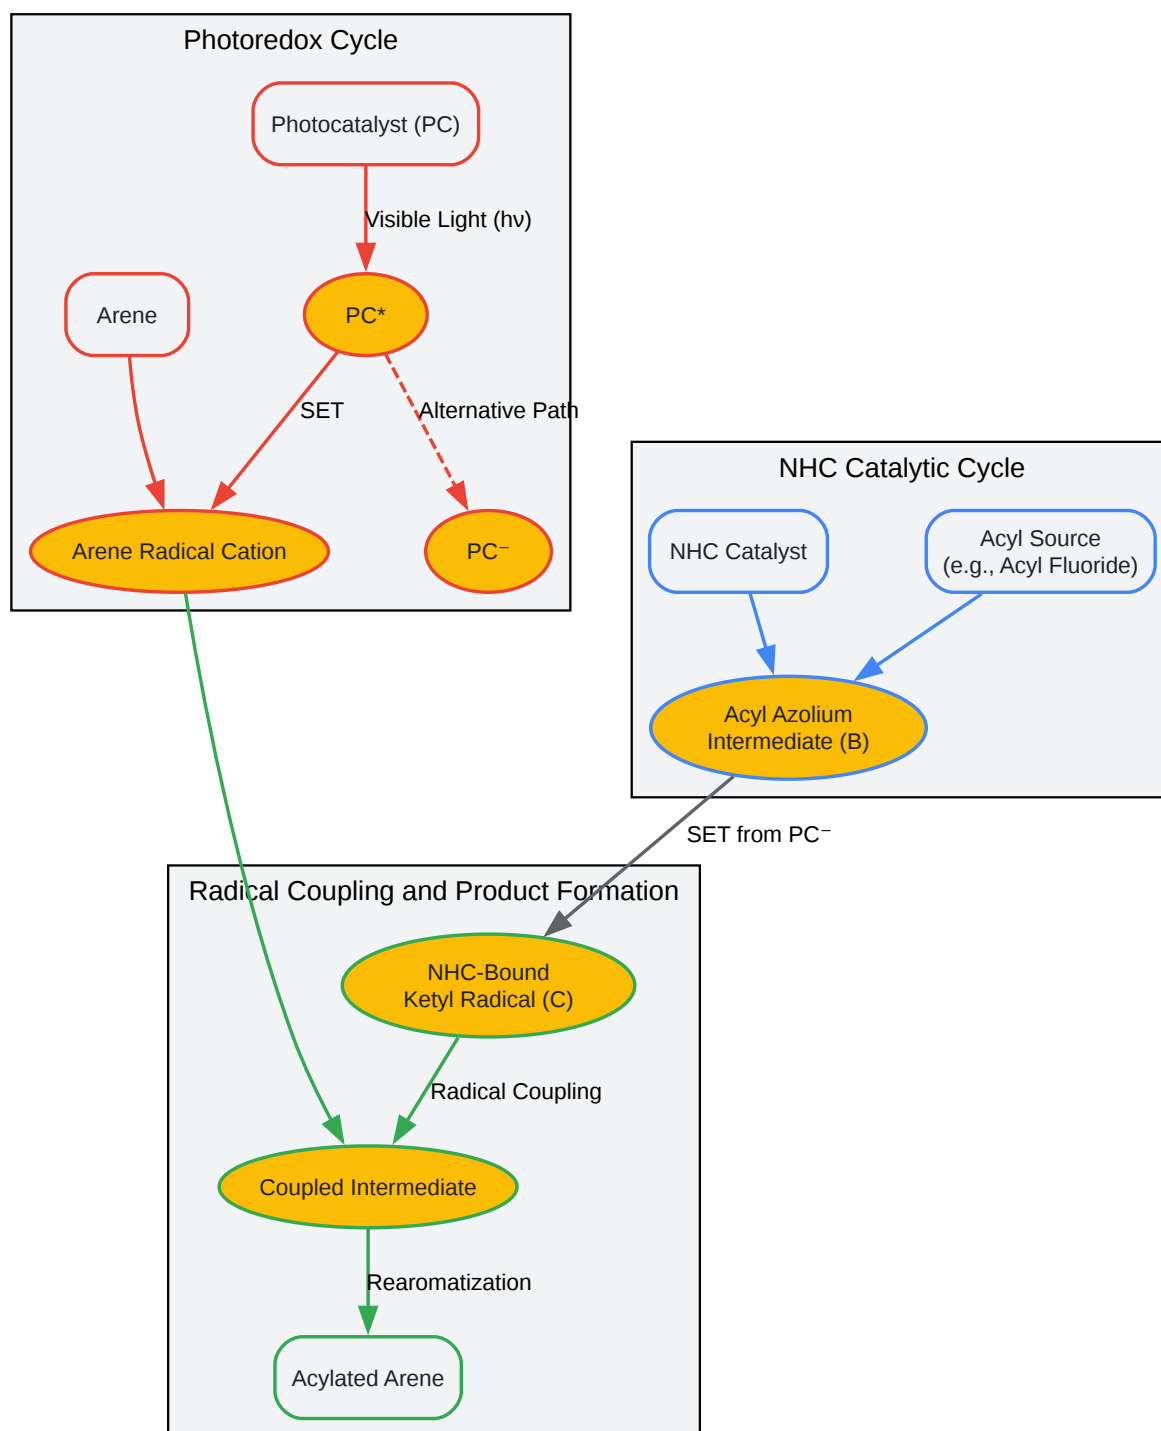 Photoredox Cycle
Photocatalyst (PC)
Visible Light (hν)
Arene
PC*
SET
Alternative Path
Arene Radical Cation
PC⁻
NHC Catalytic Cycle
NHC Catalyst
Acyl Source
(e.g., Acyl Fluoride)
Acyl Azolium
Intermediate (B)
SET from PC⁻
Radical Coupling and Product Formation
NHC-Bound
Ketyl Radical (C)
Radical Coupling
Coupled Intermediate
Rearomatization
Acylated Arene